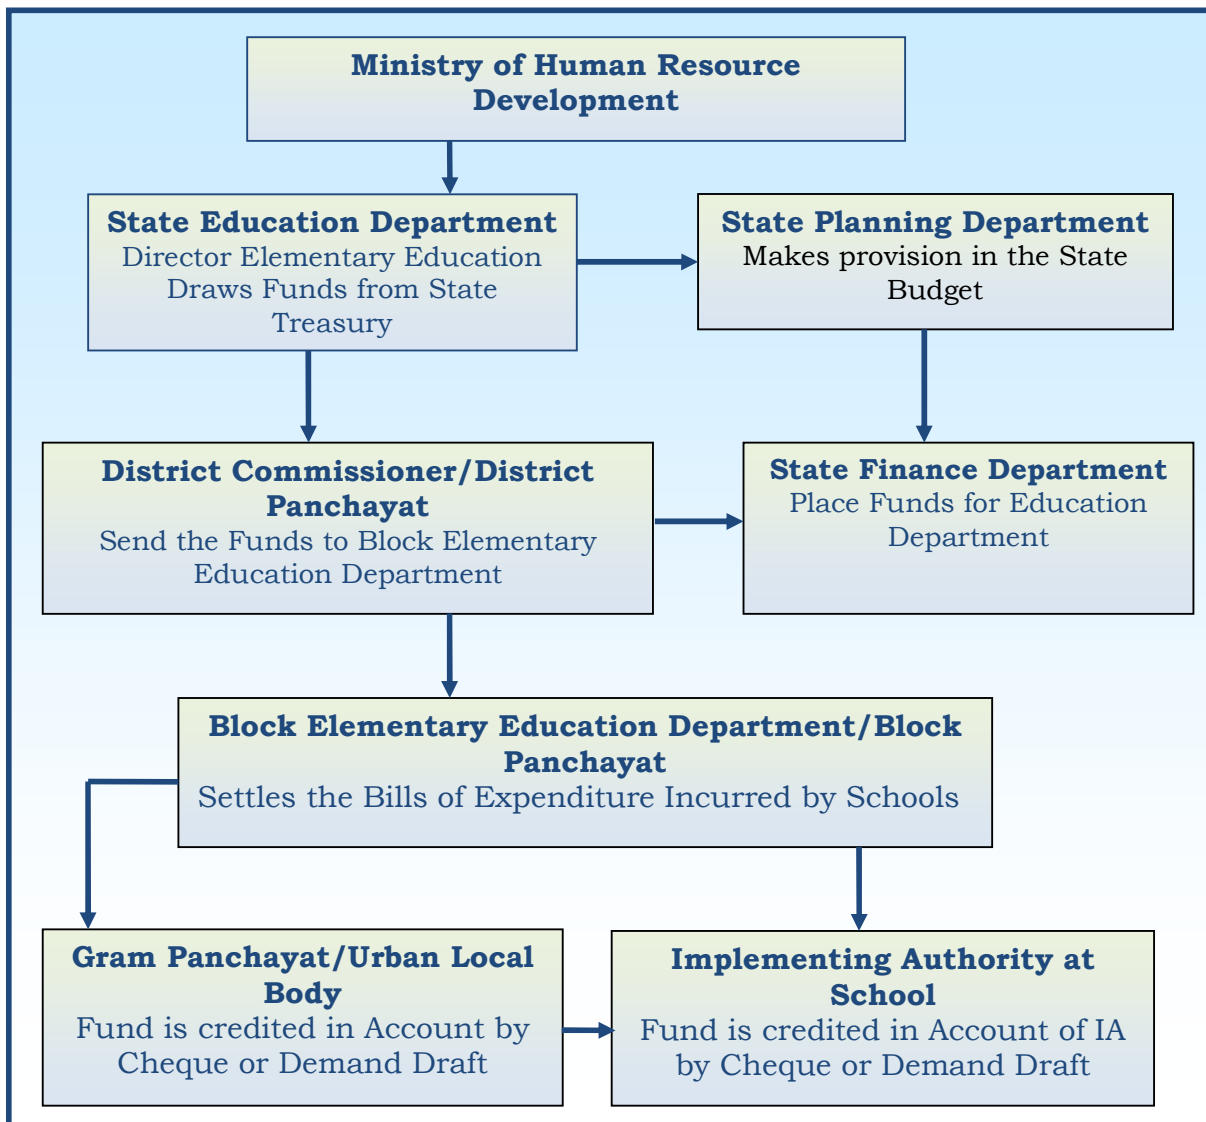 Ministry of Human Resource
Development
State Education Department
Director Elementary Education
Draws Funds from State
Treasury
State Planning Department
Makes provision in the State
Budget
District Commissioner/District
Panchayat
Send the Funds to Block Elementary
Education Department
State Finance Department
Place Funds for Education
Department
Block Elementary Education Department/Block
Panchayat
Settles the Bills of Expenditure Incurred by Schools
Gram Panchayat/Urban Local
Body
Fund is credited in Account by
Cheque or Demand Draft
Implementing Authority at
School
Fund is credited in Account of IA
by Cheque or Demand Draft